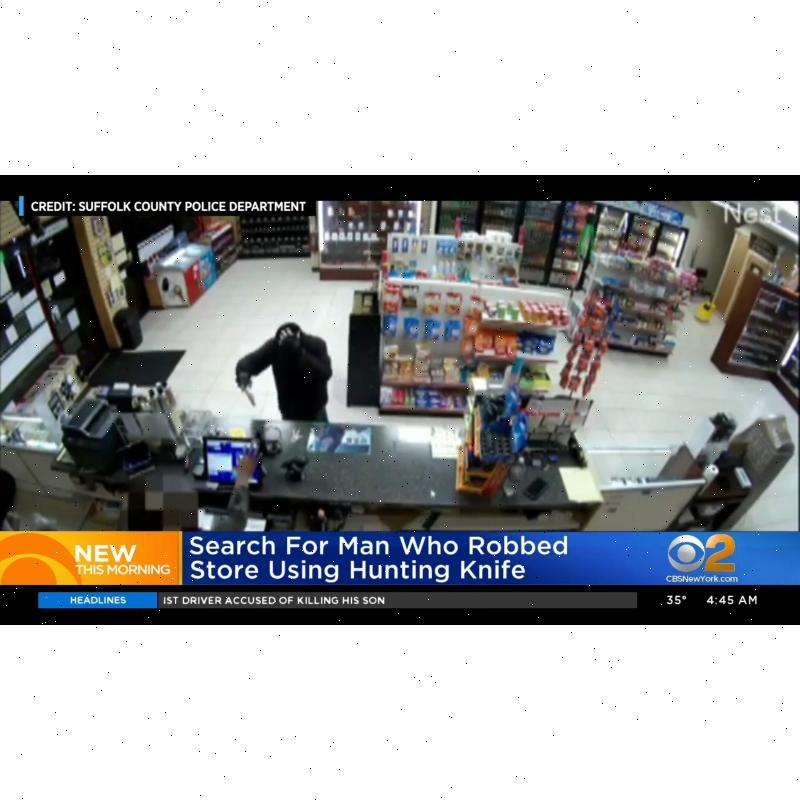 CREDIT: SUFFOLK COUNTY POLICE DEPARTMENT
Nest
NEW
THIS MORNING
Search For Man Who Robbed
Store Using Hunting Knife
2
CBSNewYork.com
HEADLINES
IST DRIVER ACCUSED OF KILLING HIS SON
35°
4:45 AM